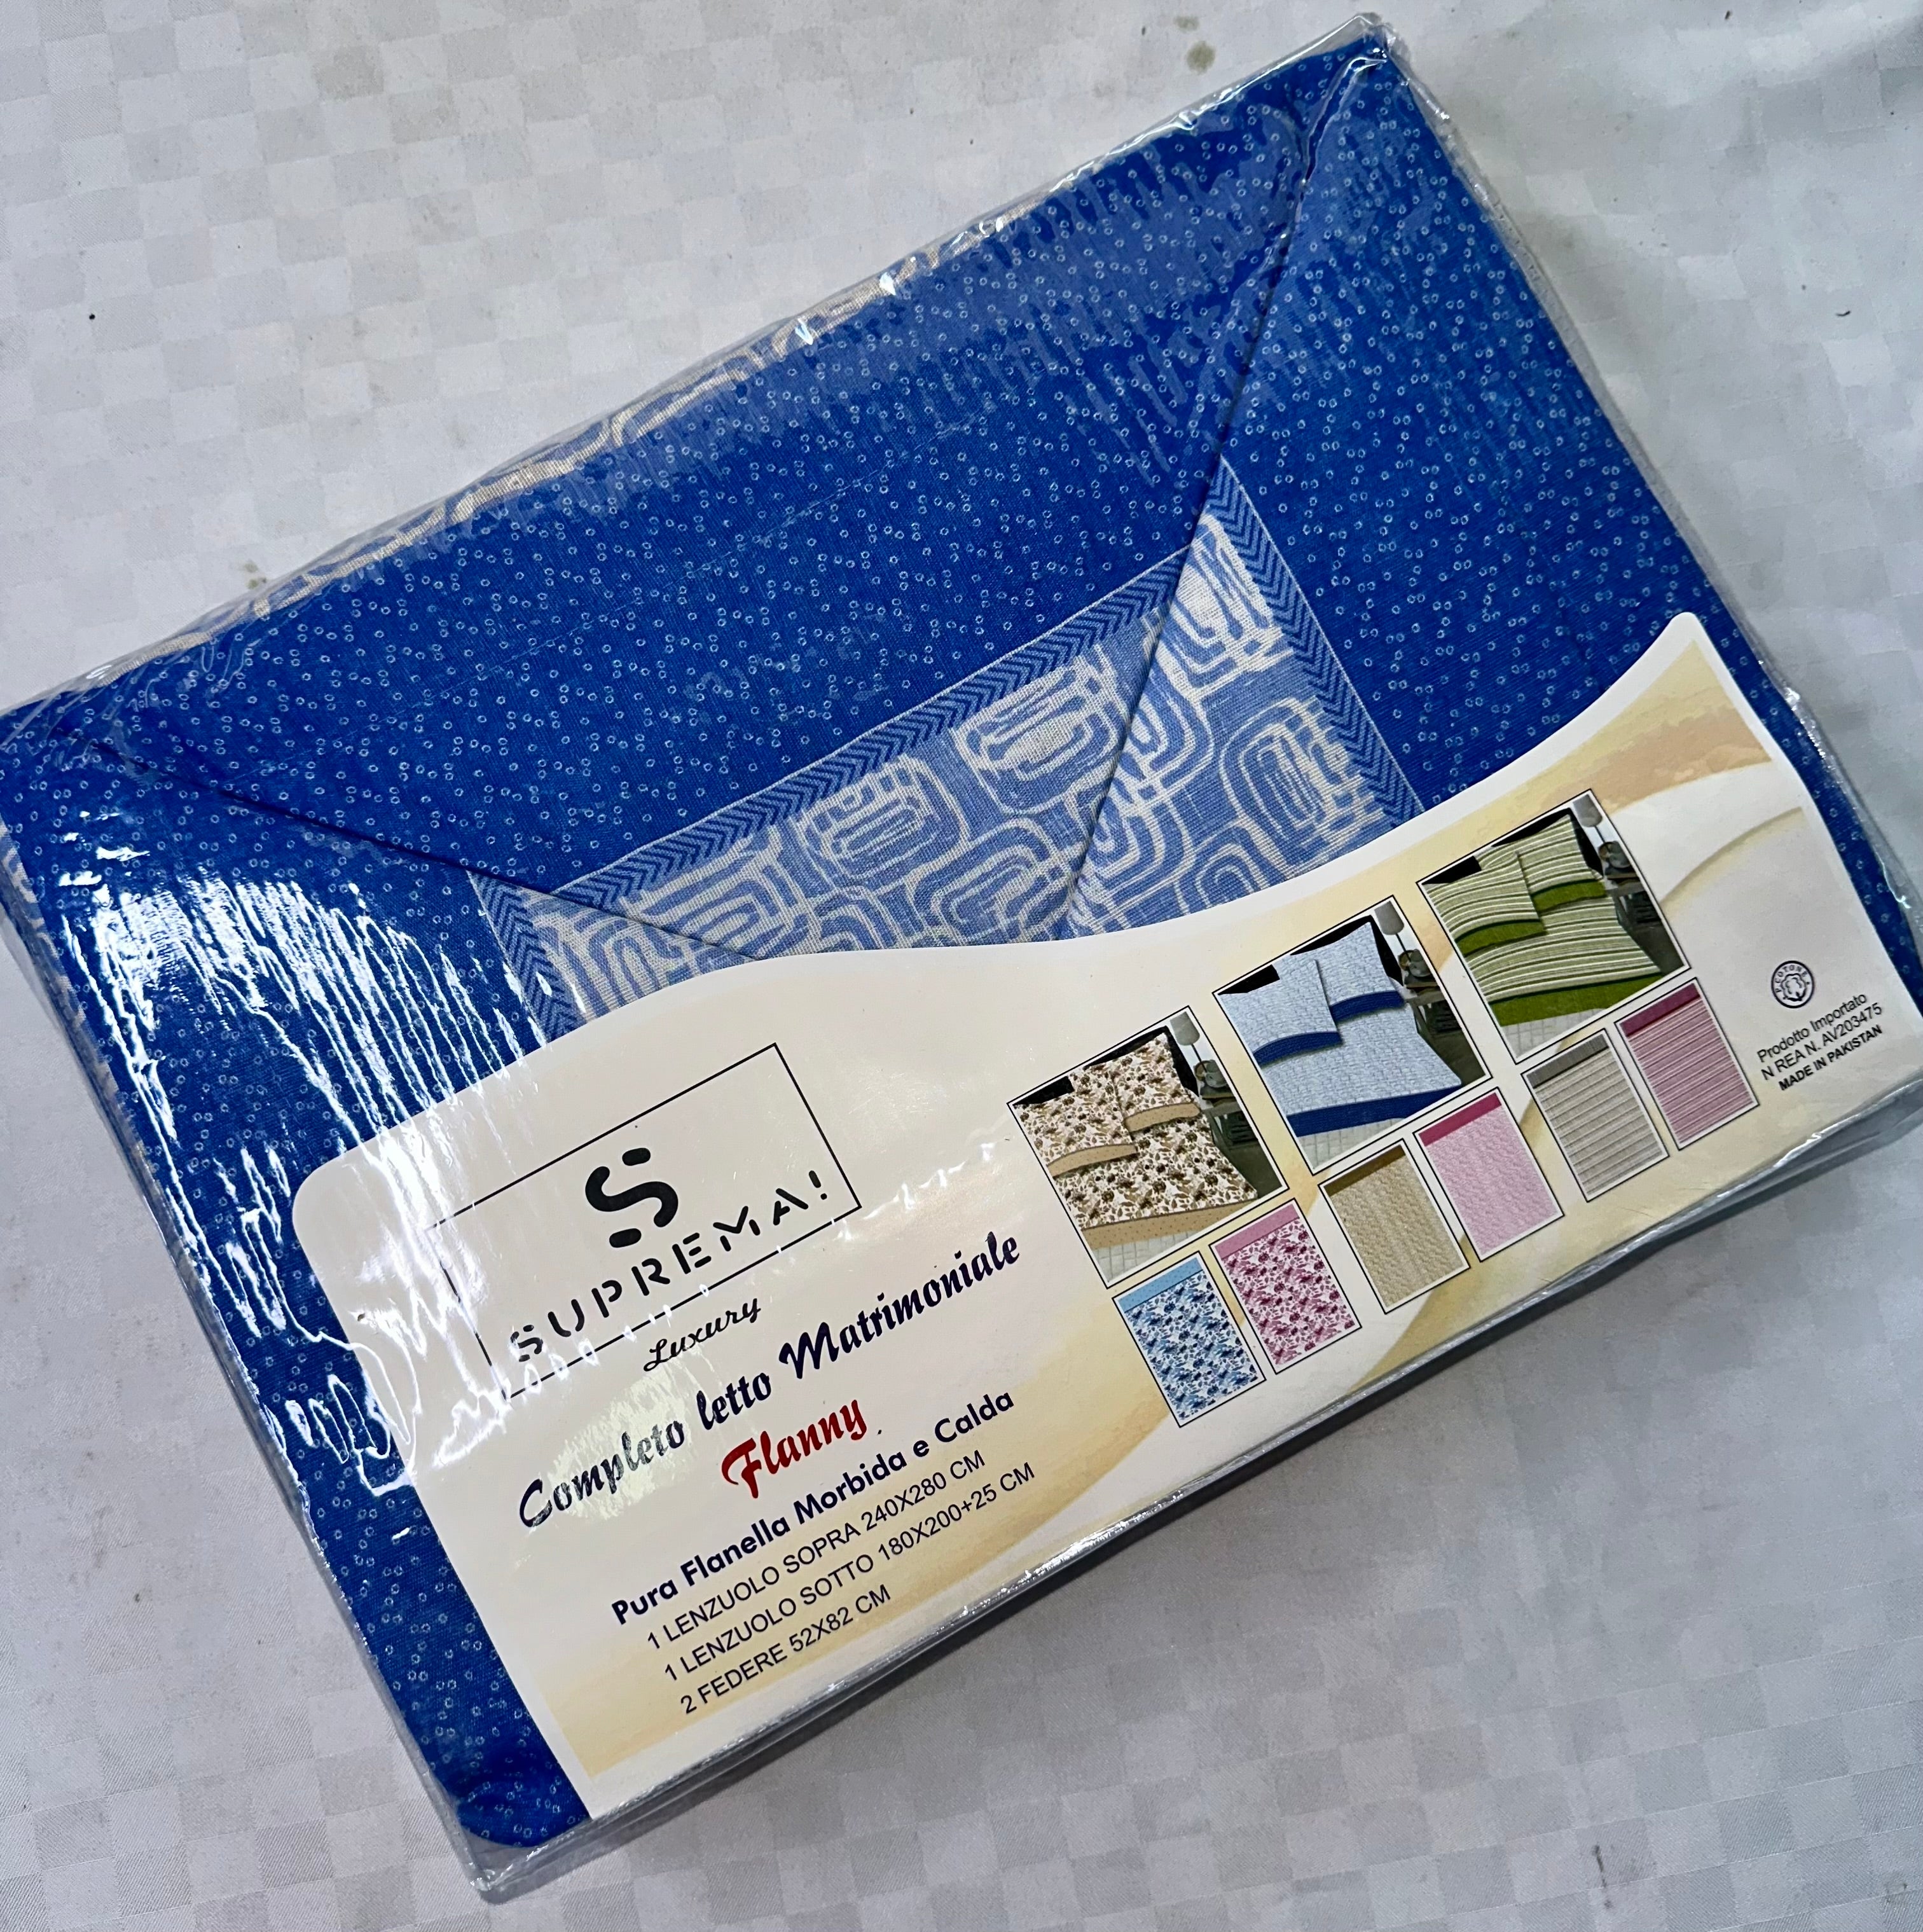 S
SUPREMA!
Luxury
Completo letto Matrimoniale
Flanny
Pura Flanella Morbida e Calda
1 LENZUOLO SOPRA 240X280 CM
1 LENZUOLO SOTTO 180X200+25 CM
2 FEDERE 52X82 CM
Prodotto Importato
N REA N. AV203475
MADE IN PAKISTAN